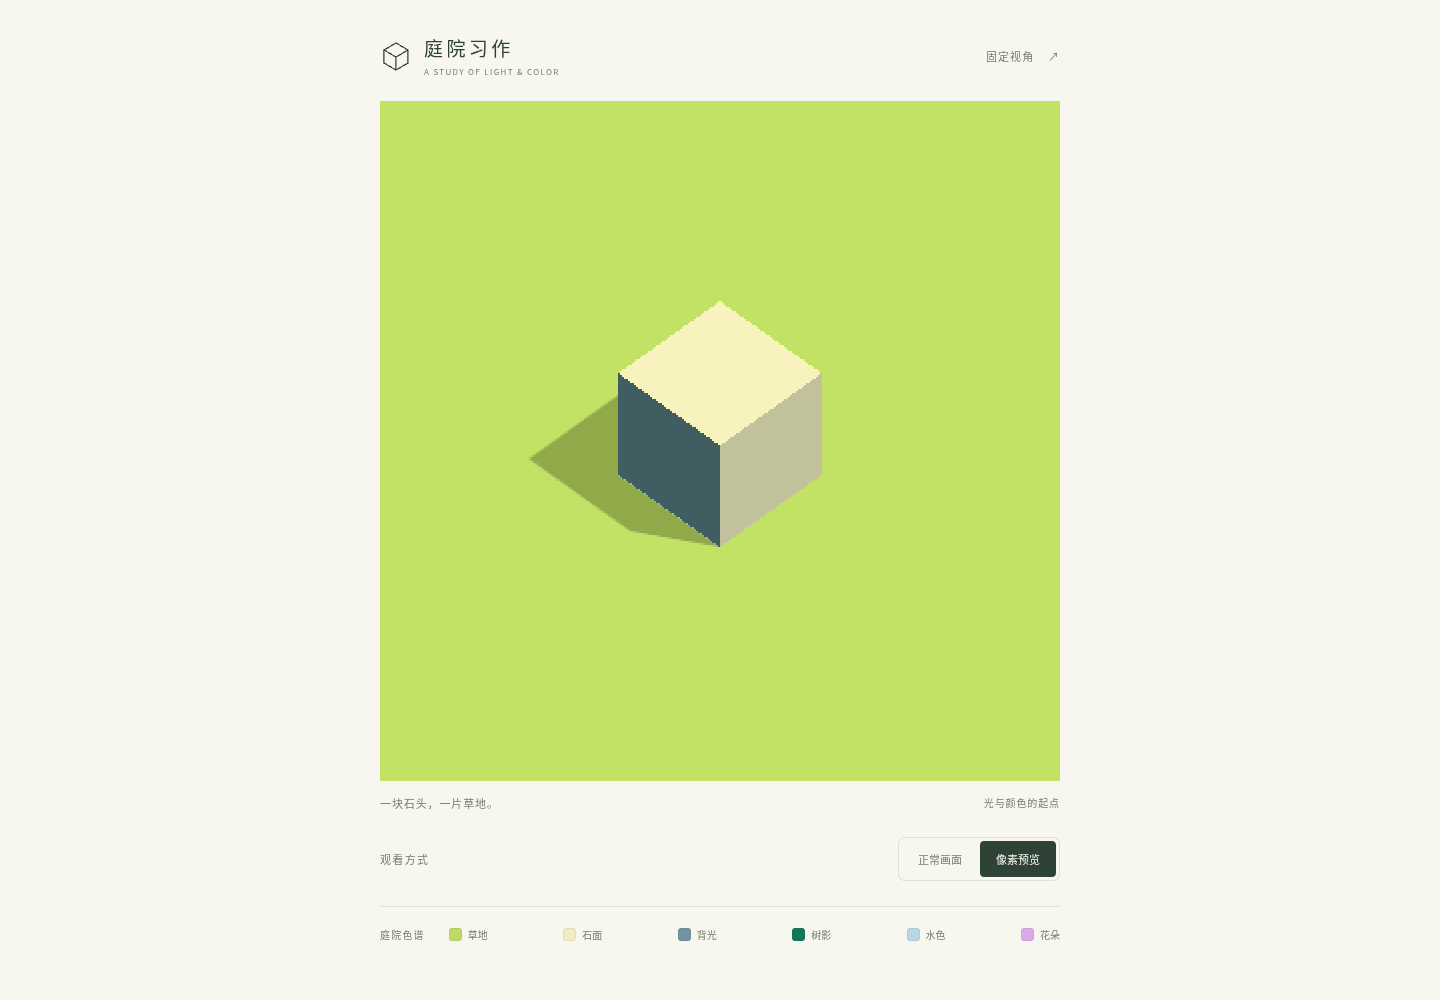 庭院习作
A STUDY OF LIGHT & COLOR
固定视角 ↗
一块石头，一片草地。
光与颜色的起点
观看方式
正常画面
像素预览
庭院色谱
草地
石面
背光
树影
水色
花朵